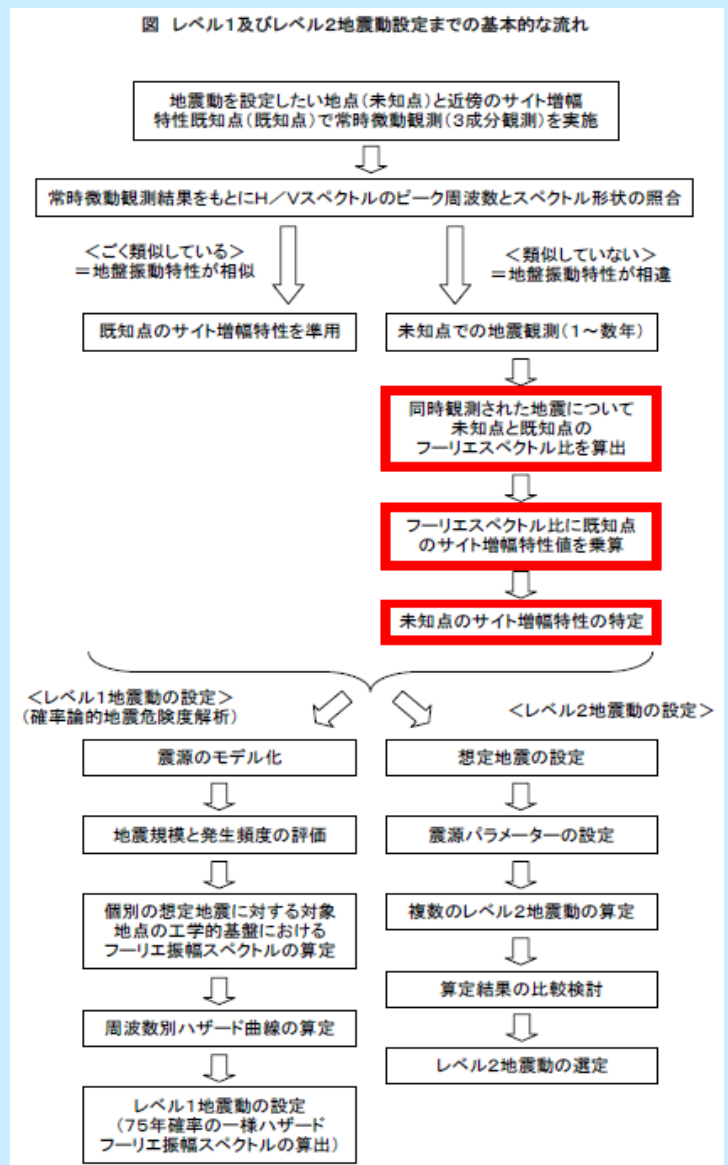 図 レベル1及びレベル2地震動設定までの基本的な流れ
地震動を設定したい地点(未知点)と近傍のサイト増幅
特性既知点(既知点)で常時微動観測(3成分観測)を実施
常時微動観測結果をもとにH/Vスペクトルのピーク周波数とスペクトル形状の照合
<ごく類似している>
=地盤振動特性が相似
<類似していない>
=地盤振動特性が相違
既知点のサイト増幅特性を準用
未知点での地震観測(1~数年)
同時観測された地震について
未知点と既知点の
フーリエスペクトル比を算出
フーリエスペクトル比に既知点
のサイト増幅特性値を乗算
未知点のサイト増幅特性の特定
<レベル1地震動の設定>
(確率論的地震危険度解析)
<レベル2地震動の設定>
震源のモデル化
地震規模と発生頻度の評価
個別の想定地震に対する対象
地点の工学的基盤における
フーリエ振幅スペクトルの算定
周波数別ハザード曲線の算定
レベル1地震動の設定
(75年確率の一様ハザード
フーリエ振幅スペクトルの算出)
想定地震の設定
震源パラメーターの設定
複数のレベル2地震動の算定
算定結果の比較検討
レベル2地震動の選定